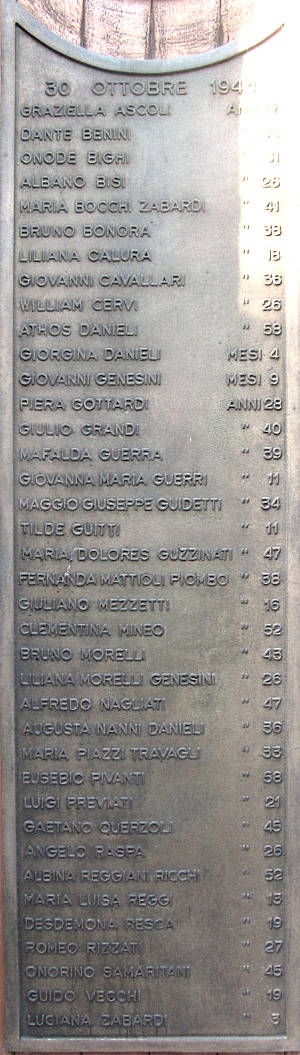 30 OTTOBRE
GRAZIELLA ASCOLI
DANTE BENINI
ONODE BIGHI " 31
ALBANO BISI " 26
MARIA BOCCHI ZABARDI " 41
BRUNO BONORA " 38
LILIANA CALURA " 18
GIOVANNI CAVALLARI " 36
WILLIAM CERVI " 26
ATHOS DANIELI " 58
GIORGINA DANIELI MESI 4
GIOVANNI GENESINI MESI 9
PIERA GOTTARDI ANNI 28
GIULIO GRANDI " 40
MAFALDA GUERRA " 39
GIOVANNA MARIA GUERRI " 11
MAGGIO GIUSEPPE GUIDETTI " 34
TILDE GUITTI " 11
MARIA DOLORES GUZZINATI " 47
FERNANDA MATTIOLI PIOMBO " 38
GIULIANO MEZZETTI " 16
CLEMENTINA MINEO " 52
BRUNO MORELLI " 43
LILIANA MORELLI GENESINI " 26
ALFREDO NAGLIATI " 47
AUGUSTA NANNI DANIELI " 36
MARIA PIAZZI TRAVAGLI " 33
EUSEBIO PIVANTI " 58
LUIGI PREVIATI " 21
GAETANO QUERZOLI " 45
ANGELO RASPA " 26
ALBINA REGGIANI RICCHI " 52
MARIA LUISA REGGI " 13
DESDEMONA RESCA " 19
ROMEO RIZZATI " 27
ONORINO SAMARITANI " 45
GUIDO VECCHI " 19
LUCIANA ZABARDI " 3